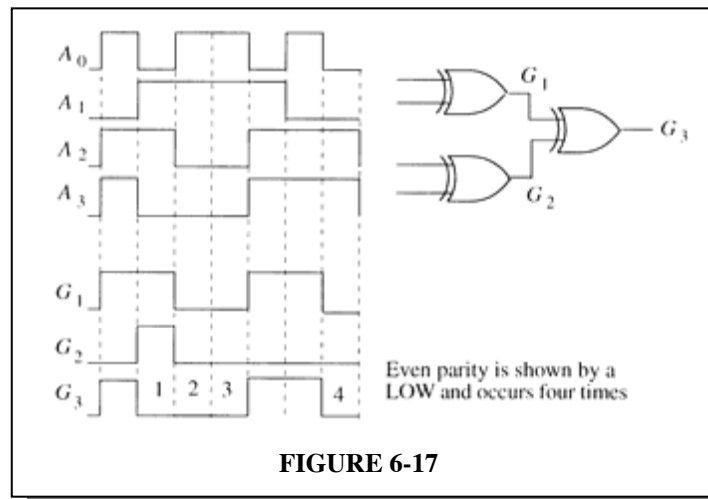 A0
A1
A2
A3
G1
G2
G3
1 2 3 4
G1
G2
G3
Even parity is shown by a
LOW and occurs four times
FIGURE 6-17